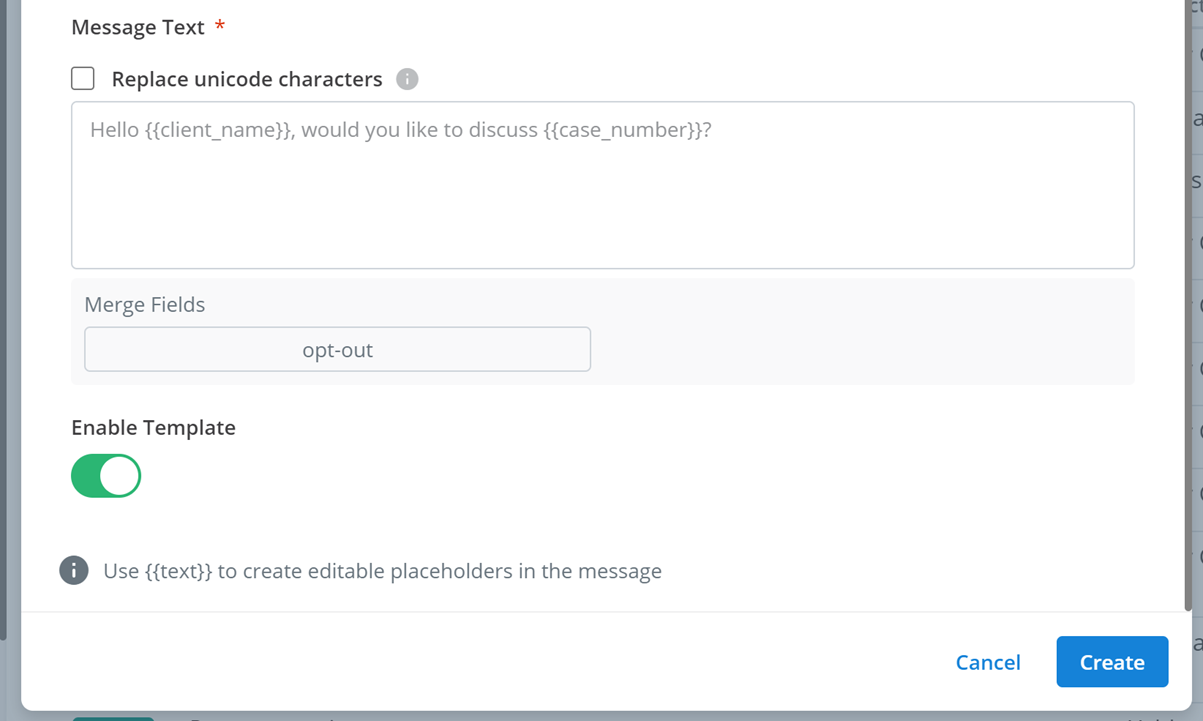 Message Text *
Replace unicode characters
Hello {{client_name}}, would you like to discuss {{case_number}}?
Merge Fields
opt-out
Enable Template
Use {{text}} to create editable placeholders in the message
Cancel
Create